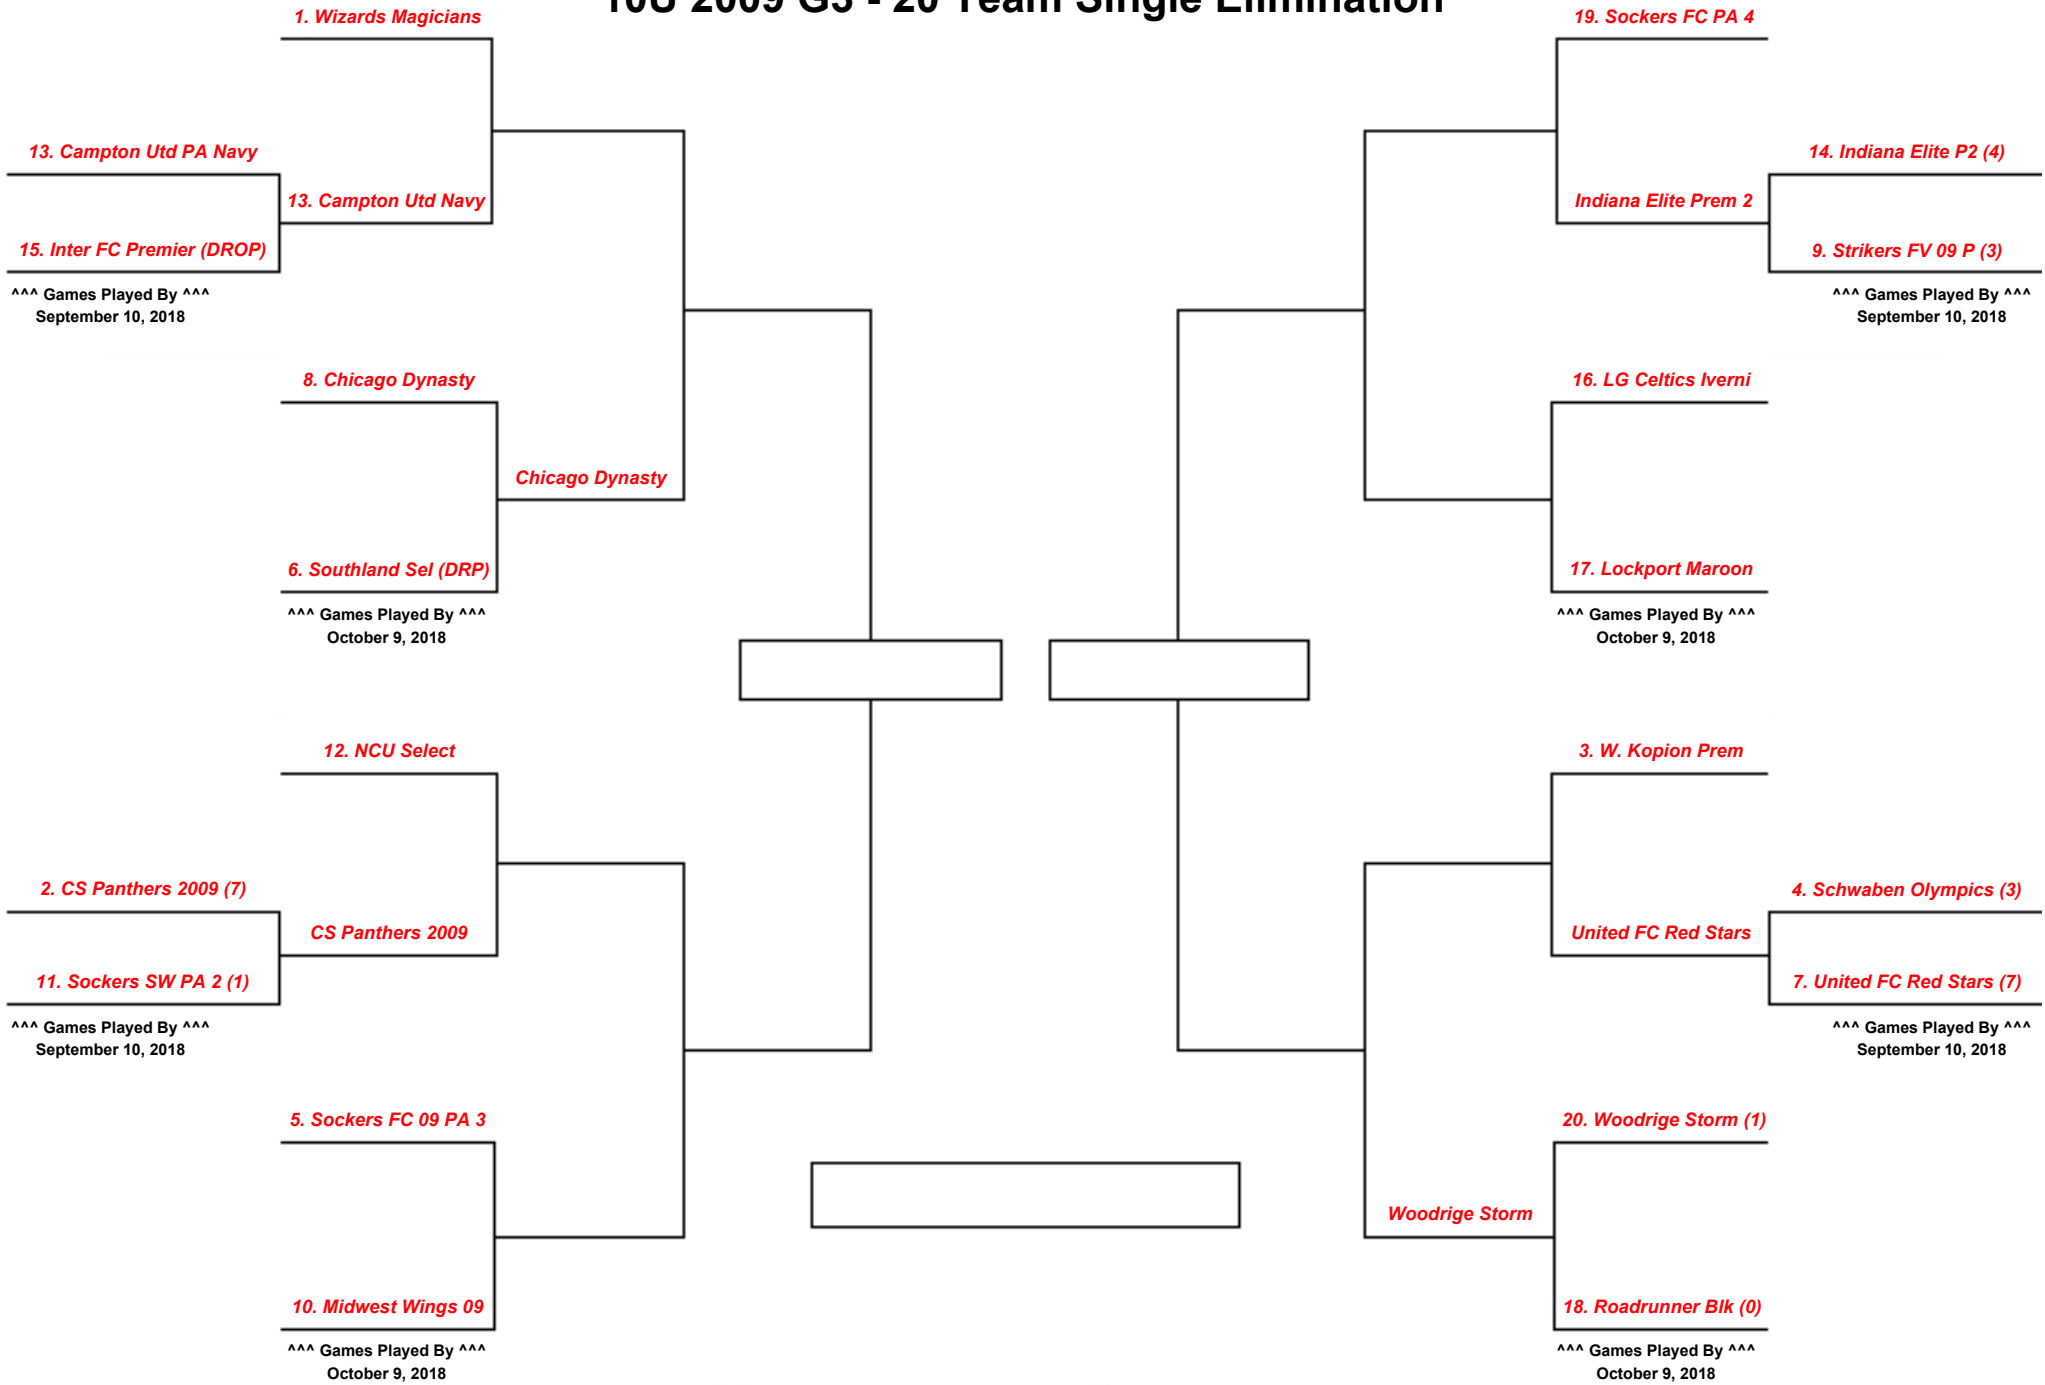 10U 2009 G3 - 20 Team Single Elimination
1. Wizards Magicians
13. Campton Utd PA Navy
13. Campton Utd Navy
15. Inter FC Premier (DROP)
^^^ Games Played By ^^^
September 10, 2018
8. Chicago Dynasty
Chicago Dynasty
6. Southland Sel (DRP)
^^^ Games Played By ^^^
October 9, 2018
12. NCU Select
2. CS Panthers 2009 (7)
CS Panthers 2009
11. Sockers SW PA 2 (1)
^^^ Games Played By ^^^
September 10, 2018
5. Sockers FC 09 PA 3
10. Midwest Wings 09
^^^ Games Played By ^^^
October 9, 2018
19. Sockers FC PA 4
14. Indiana Elite P2 (4)
Indiana Elite Prem 2
9. Strikers FV 09 P (3)
^^^ Games Played By ^^^
September 10, 2018
16. LG Celtics Iverni
17. Lockport Maroon
^^^ Games Played By ^^^
October 9, 2018
3. W. Kopion Prem
4. Schwaben Olympics (3)
United FC Red Stars
7. United FC Red Stars (7)
^^^ Games Played By ^^^
September 10, 2018
20. Woodrige Storm (1)
Woodrige Storm
18. Roadrunner Blk (0)
^^^ Games Played By ^^^
October 9, 2018